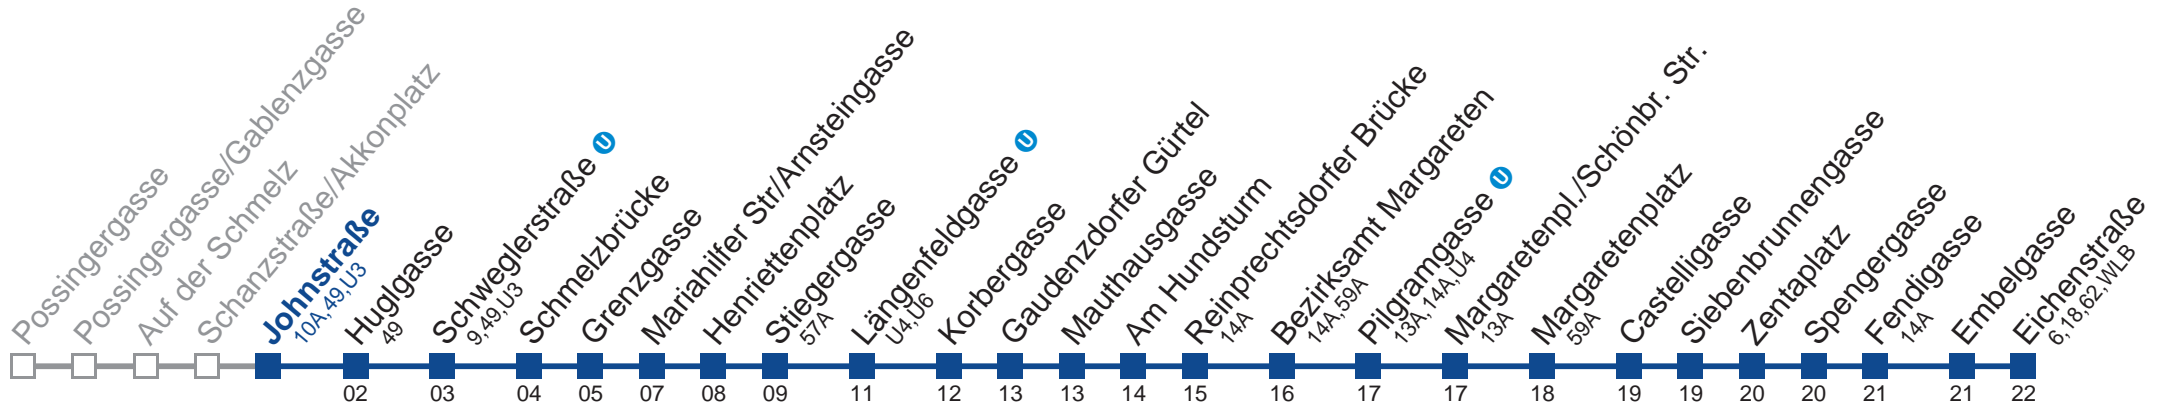 Possingergasse
Possingergasse/Gablenzgasse
Auf der Schmelz
Schanzstraße/Akkonplatz
Johnstraße
10A, 49, U3
Huglgasse
49
02
Schweglerstraße U
9, 49, U3
03
Schmelzbrücke
04
Grenzgasse
05
Mariahilfer Str/Arnsteingasse
07
Henriettenplatz
08
Stiegergasse
57A
09
Längenfeldgasse U
U4, U6
11
Korbergasse
12
Gaudenzdorfer Gürtel
13
Mauthausgasse
13
Am Hundsturm
14
Reinprechtsdorfer Brücke
14A
15
Bezirksamt Margareten
14A, 59A
16
Pilgramgasse U
13A, 14A, U4
17
Margaretenpl./Schönbr. Str.
13A
17
Margaretenplatz
59A
18
Castelligasse
19
Siebenbrunnengasse
19
Zentaplatz
20
Spengergasse
20
Fendigasse
14A
21
Embelgasse
21
Eichenstraße
6, 18, 62, WLB
22